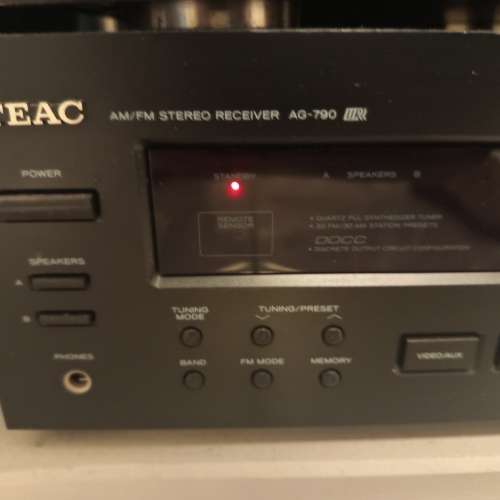 TEAC
AM/FM STEREO RECEIVER AG-790
POWER
STANDBY
A SPEAKERS B
REMOTE
SENSOR
• QUARTZ PLL SYNTHESIZER TUNER
• 30 FM/30 AM STATION PRESETS
DOCC
• DISCRETE OUTPUT CIRCUIT CONFIGURATION
SPEAKERS
A
B
TUNING
MODE
TUNING/PRESET
PHONES
BAND
FM MODE
MEMORY
VIDEO/AUX